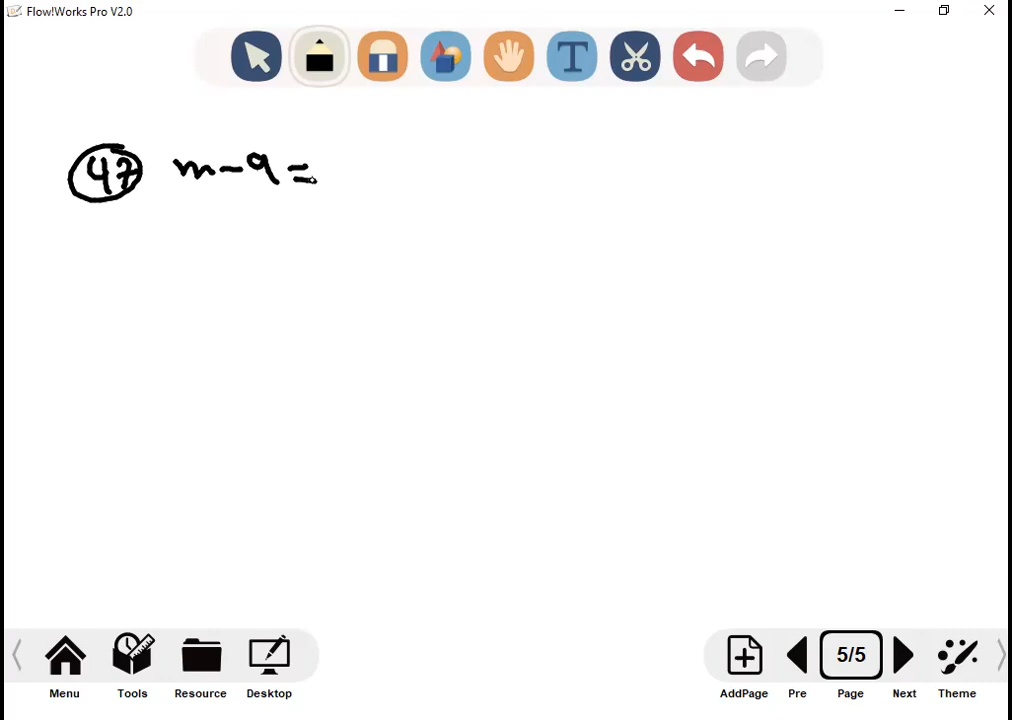 Flow!Works Pro V2.0
47 m - 9 =
Menu Tools Resource Desktop AddPage Pre 5/5 Page Next Theme